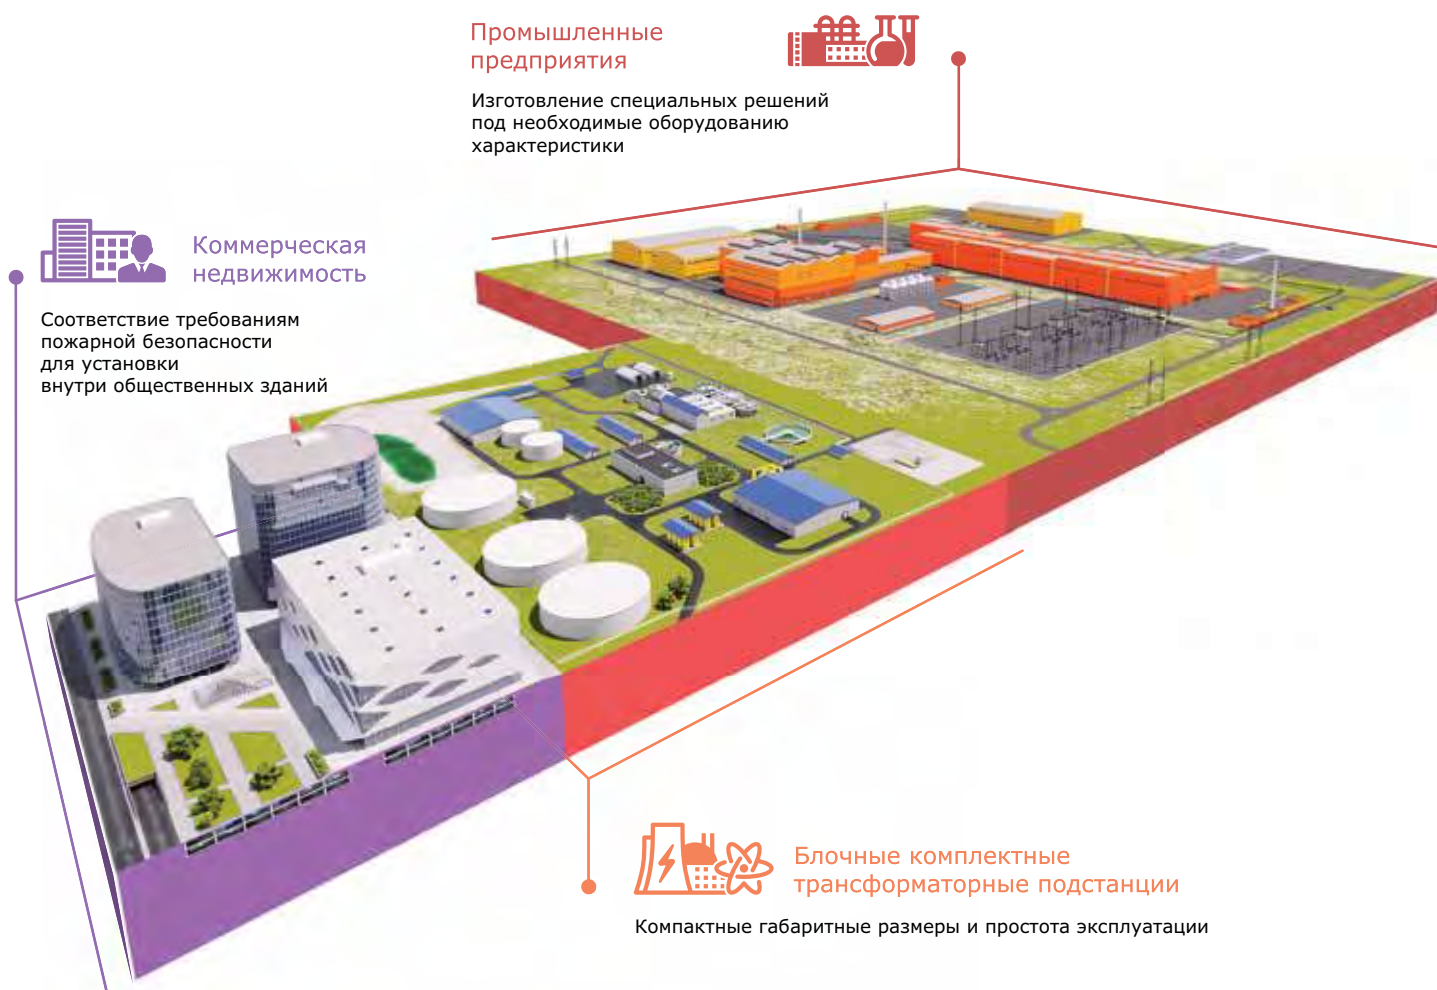 Промышленные
предприятия
Изготовление специальных решений
под необходимые оборудованию
характеристики
Коммерческая
недвижимость
Соответствие требованиям
пожарной безопасности
для установки
внутри общественных зданий
Блочные комплектные
трансформаторные подстанции
Компактные габаритные размеры и простота эксплуатации